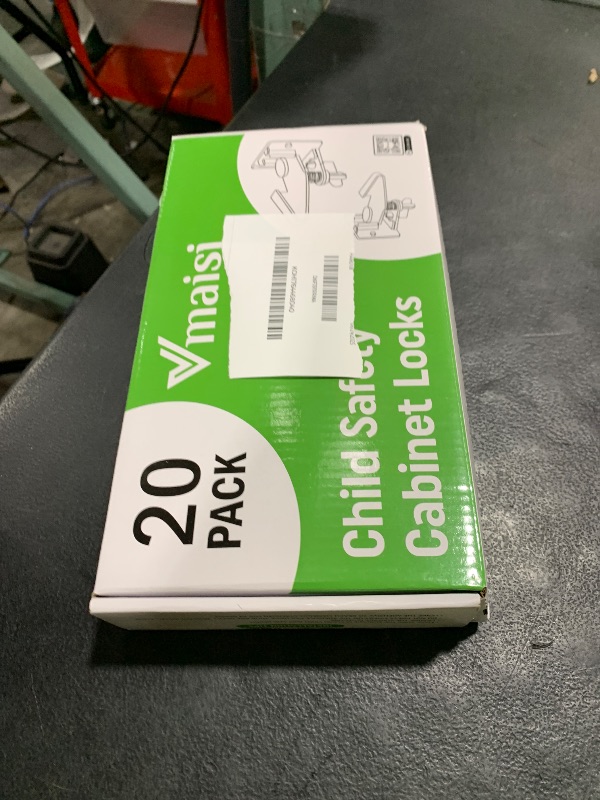 Vmaisi
20
PACK
Child Safety
Cabinet Locks